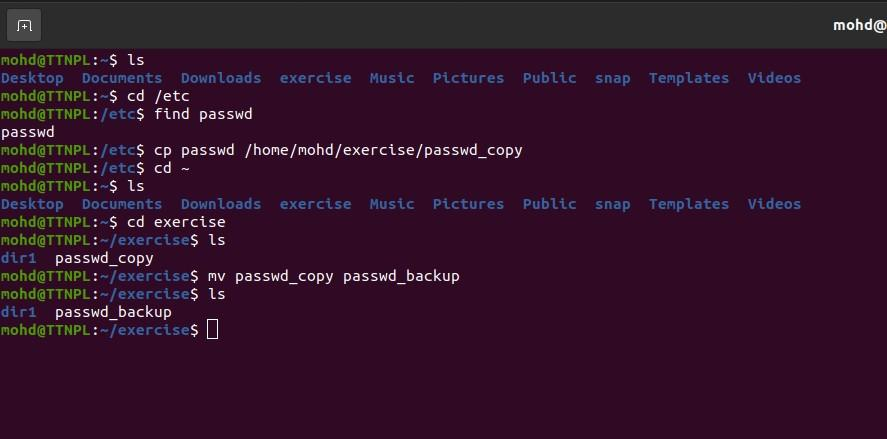 mohd@
mohd@TTNPL:~$ ls
Desktop  Documents  Downloads  exercise  Music  Pictures  Public  snap  Templates  Videos
mohd@TTNPL:~$ cd /etc
mohd@TTNPL:/etc$ find passwd
passwd
mohd@TTNPL:/etc$ cp passwd /home/mohd/exercise/passwd_copy
mohd@TTNPL:/etc$ cd ~
mohd@TTNPL:~$ ls
Desktop  Documents  Downloads  exercise  Music  Pictures  Public  snap  Templates  Videos
mohd@TTNPL:~$ cd exercise
mohd@TTNPL:~/exercise$ ls
dir1  passwd_copy
mohd@TTNPL:~/exercise$ mv passwd_copy passwd_backup
mohd@TTNPL:~/exercise$ ls
dir1  passwd_backup
mohd@TTNPL:~/exercise$